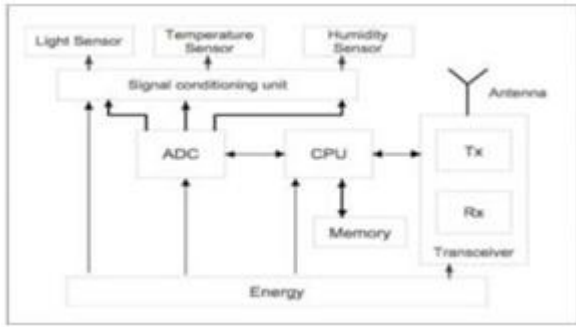 Light Sensor
Temperature
Sensor
Humidity
Sensor
Signal conditioning unit
Antenna
ADC
CPU
Tx
Rx
Memory
Transceiver
Energy